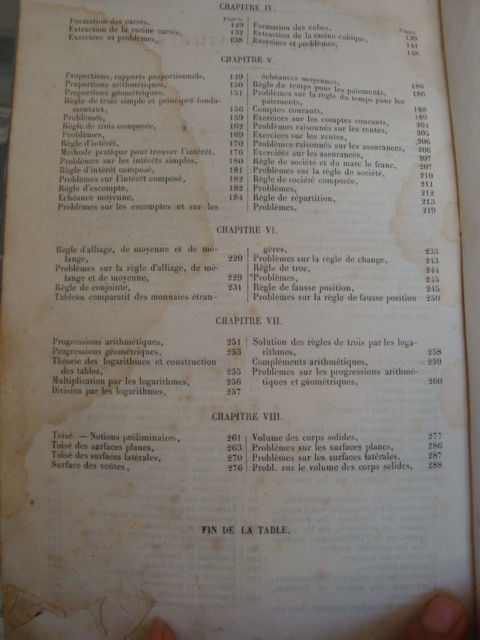 CHAPITRE IV.
Pages.
Formation des carrés, 129
Extraction de la racine carrée, 132
Exercices et problèmes, 138
Pages.
Formation des cubes, 139
Extraction de la racine cubique, 141
Exercices et problèmes, 148
CHAPITRE V.
Proportions, rapports proportionnels, 149
Proportions arithmétiques, 150
Proportions géométriques, 151
Règle de trois simple et principes fonda-
mentaux, 156
Problèmes, 159
Règle de trois composée, 162
Problèmes, 169
Règle d'intérêt, 170
Méthode pratique pour trouver l'intérêt, 176
Problèmes sur les intérêts simples, 180
Règle d'intérêt composé, 181
Problèmes sur l'intérêt composé, 182
Règle d'escompte, 182
Echéance moyenne, 184
Problèmes sur les escomptes et sur les
échéance moyennes, 186
Règle du temps pour les paiements, 186
Problèmes sur la règle du temps pour les
paiements, 188
Comptes courants, 189
Exercices sur les comptes courants, 204
Problèmes raisonnés sur les rentes, 205
Exercices sur les rentes, 206
Problèmes raisonnés sur les assurances, 206
Exercices sur les assurances, 207
Règle de société et du marc le franc, 207
Problèmes sur la règle de société, 210
Règle de société composée, 211
Problèmes, 212
Règle de répartition, 213
Problèmes, 219
CHAPITRE VI.
Règle d'alliage, de moyenne et de mé-
lange, 220
Problèmes sur la règle d'alliage, de mé-
lange et de moyenne, 229
Règle de conjointe, 231
Tableau comparatif des monnaies étran-
gères, 233
Problèmes sur la règle de change, 243
Règle de troc, 244
Problèmes, 245
Règle de fausse position, 245
Problèmes sur la règle de fausse position 250
CHAPITRE VII.
Progressions arithmétiques, 251
Progressions géométriques, 253
Théorie des logarithmes et construction
des tables, 255
Multiplication par les logarithmes, 256
Division par les logarithmes, 257
Solution des règles de trois par les loga-
rithmes, 258
Compléments arithmétiques, 259
Problèmes sur les progressions arithmé-
tiques et géométriques, 260
CHAPITRE VIII.
Toisé. — Notions préliminaires, 261
Toisé des surfaces planes, 263
Toisé des surfaces latérales, 270
Surface des voûtes, 276
Volume des corps solides, 277
Problèmes sur les surfaces planes, 286
Problèmes sur les surfaces latérales, 287
Probl. sur le volume des corps solides, 288
FIN DE LA TABLE.